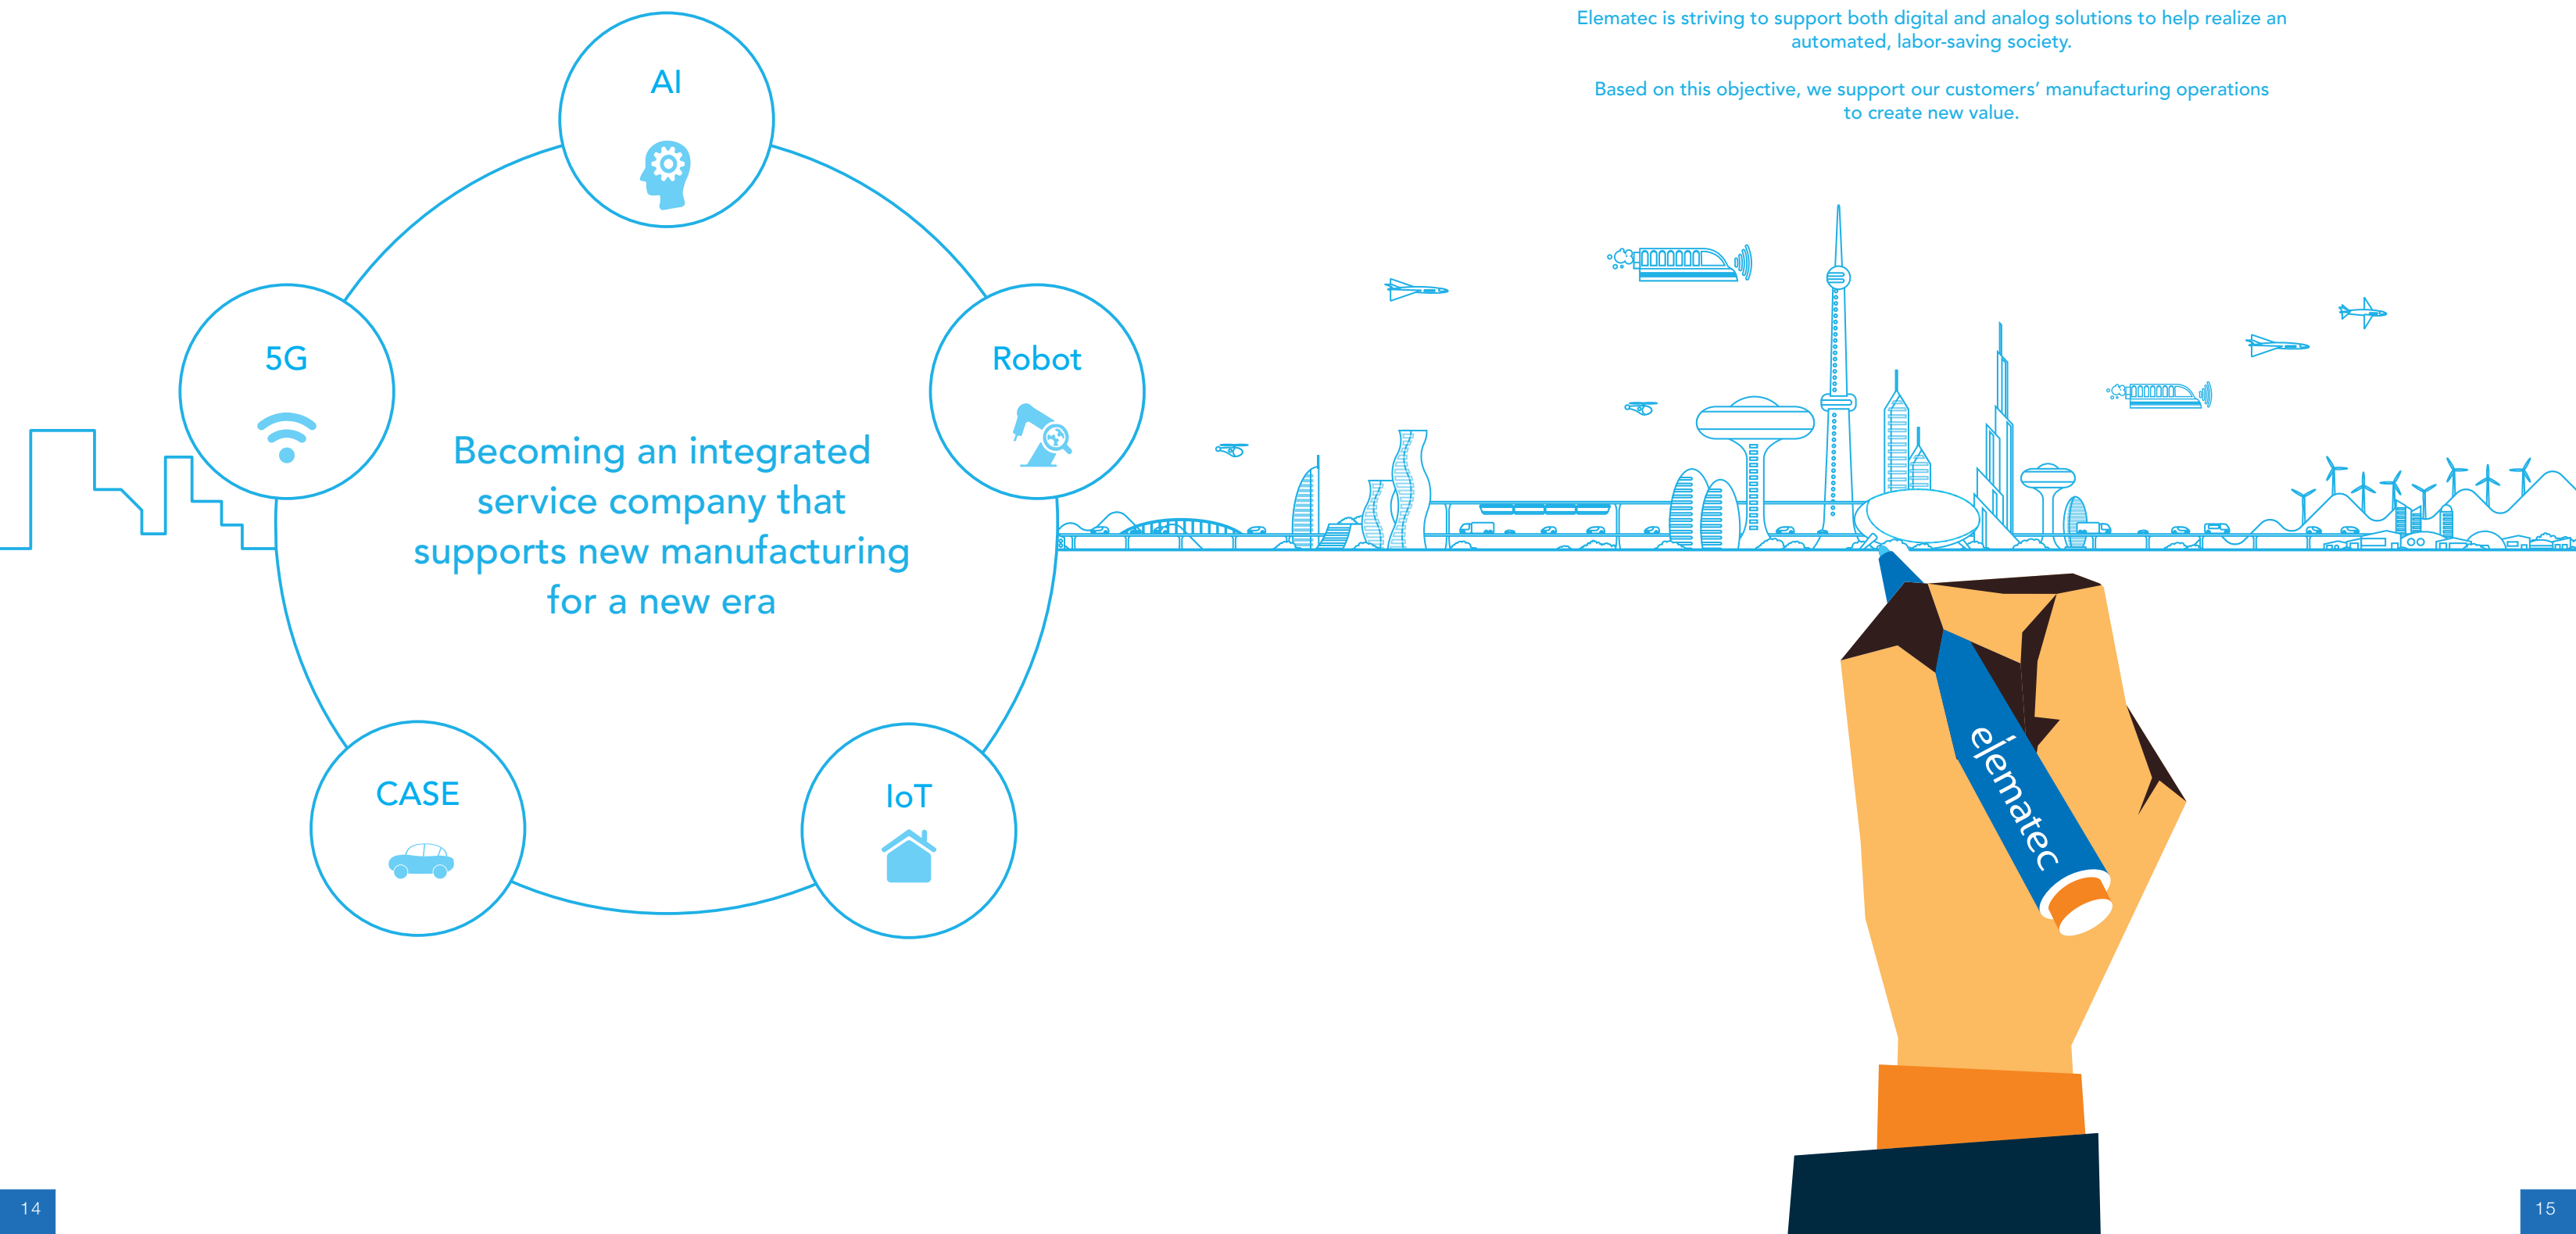 AI
5G
Robot
Becoming an integrated
service company that
supports new manufacturing
for a new era
CASE
IoT
14
Elematec is striving to support both digital and analog solutions to help realize an
automated, labor-saving society.
Based on this objective, we support our customers’ manufacturing operations
to create new value.
elematec
15